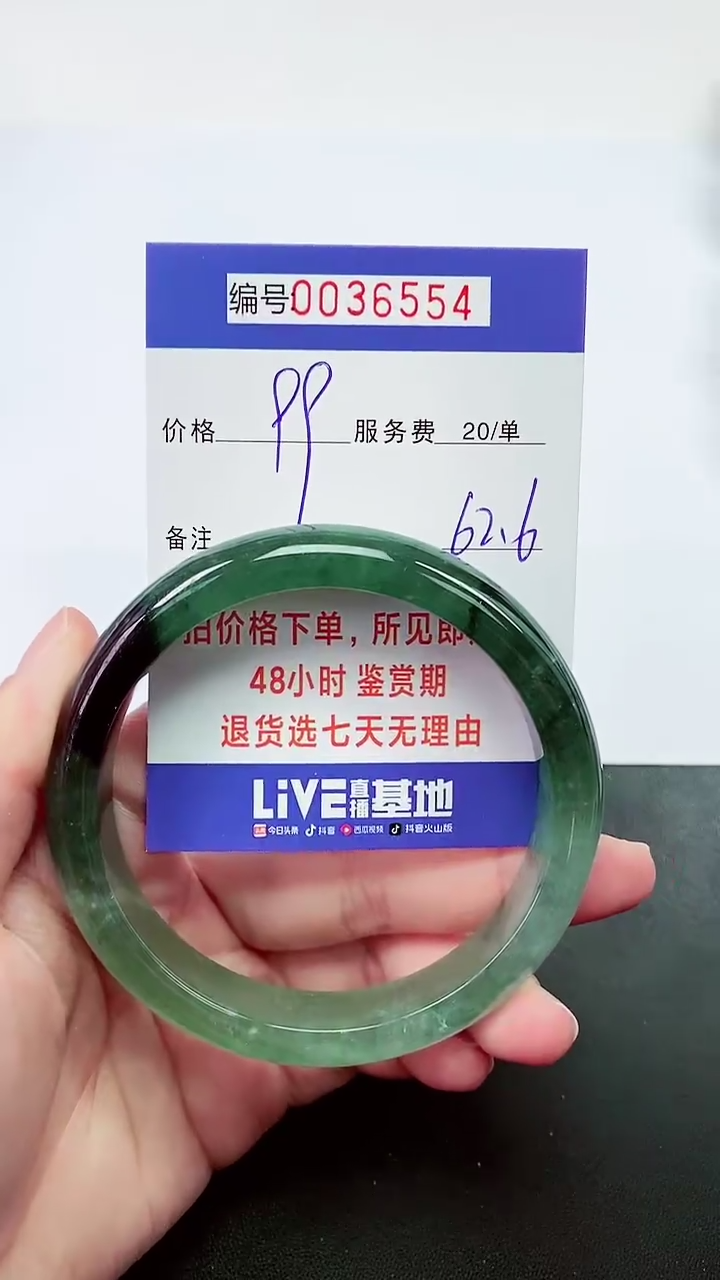 编号0036554
价格 99 服务费 20/单
备注 62.6
拍价格下单，所见即
48小时 鉴赏期
退货选七天无理由
LiVE直播基地
头条 今日头条 抖音 西瓜视频 抖音火山版